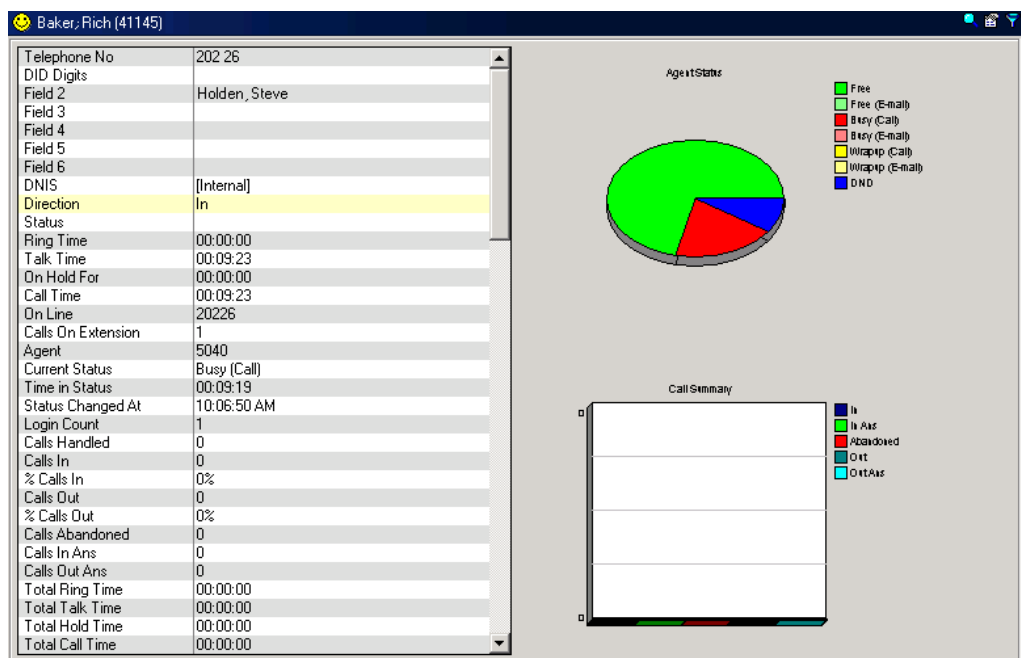 Baker, Rich (41145)
Telephone No 202 26
DID Digits
Field 2 Holden, Steve
Field 3
Field 4
Field 5
Field 6
DNIS [Internal]
Direction In
Status
Ring Time 00:00:00
Talk Time 00:09:23
On Hold For 00:00:00
Call Time 00:09:23
On Line 20226
Calls On Extension 1
Agent 5040
Current Status Busy (Call)
Time in Status 00:09:19
Status Changed At 10:06:50 AM
Login Count 1
Calls Handled 0
Calls In 0
% Calls In 0%
Calls Out 0
% Calls Out 0%
Calls Abandoned 0
Calls In Ans 0
Calls Out Ans 0
Total Ring Time 00:00:00
Total Talk Time 00:00:00
Total Hold Time 00:00:00
Total Call Time 00:00:00
Agent Status
Free
Free (E-mail)
Busy (Call)
Busy (E-mail)
Wrapup (Call)
Wrapup (E-mail)
DND
Call Summary
0
0
In
In Ans
Abandoned
Out
Out Ans